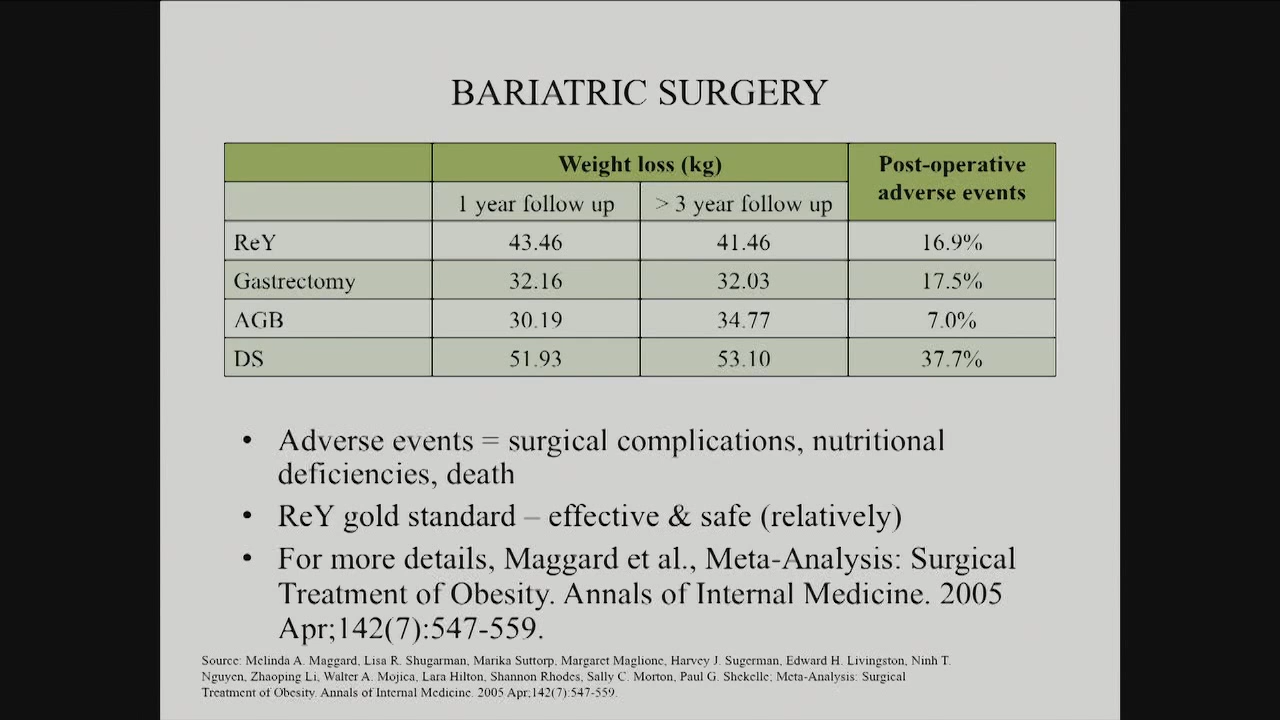 BARIATRIC SURGERY
Weight loss (kg) Post-operative adverse events
1 year follow up > 3 year follow up
ReY 43.46 41.46 16.9%
Gastrectomy 32.16 32.03 17.5%
AGB 30.19 34.77 7.0%
DS 51.93 53.10 37.7%
• Adverse events = surgical complications, nutritional
deficiencies, death
• ReY gold standard – effective & safe (relatively)
• For more details, Maggard et al., Meta-Analysis: Surgical
Treatment of Obesity. Annals of Internal Medicine. 2005
Apr;142(7):547-559.
Source: Melinda A. Maggard, Lisa R. Shugarman, Marika Suttorp, Margaret Maglione, Harvey J. Sugerman, Edward H. Livingston, Ninh T.
Nguyen, Zhaoping Li, Walter A. Mojica, Lara Hilton, Shannon Rhodes, Sally C. Morton, Paul G. Shekelle; Meta-Analysis: Surgical
Treatment of Obesity. Annals of Internal Medicine. 2005 Apr;142(7):547-559.